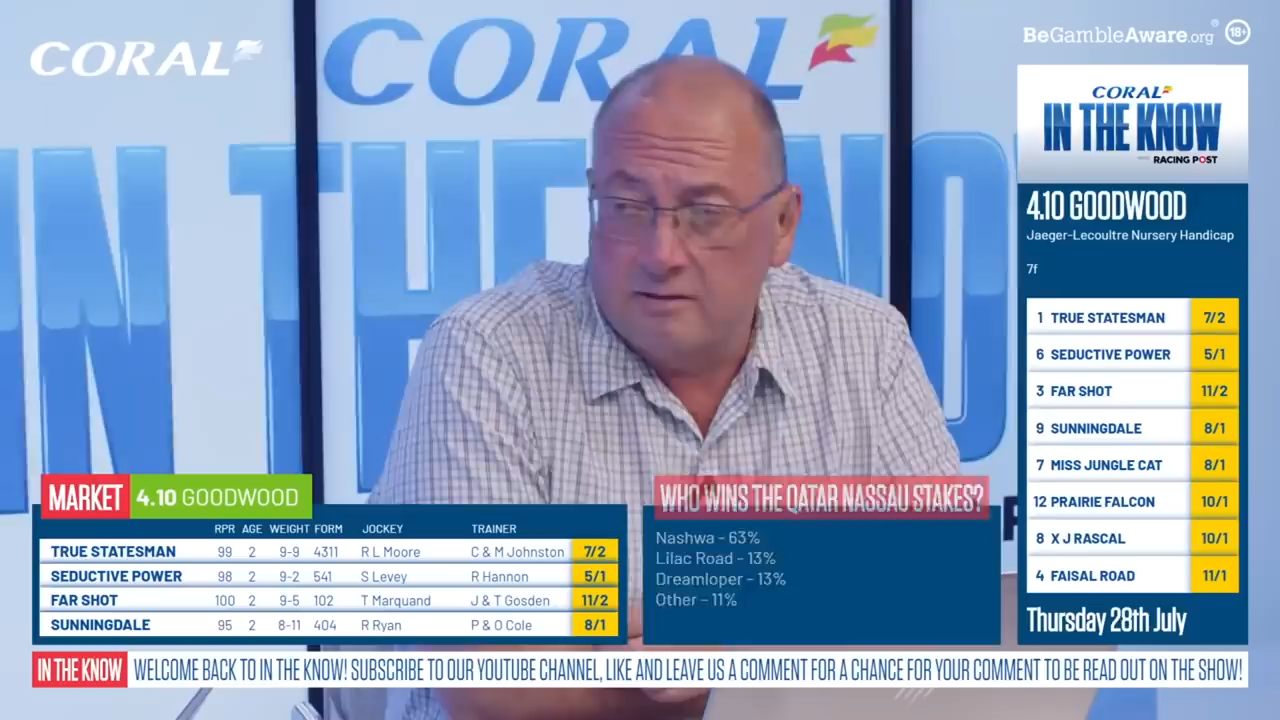 CORAL
CORAL
BeGambleAware.org 18+
CORAL
IN THE KNOW
RACING POST
4.10 GOODWOOD
Jaeger-Lecoultre Nursery Handicap
7f
1 TRUE STATESMAN 7/2
6 SEDUCTIVE POWER 5/1
3 FAR SHOT 11/2
9 SUNNINGDALE 8/1
7 MISS JUNGLE CAT 8/1
12 PRAIRIE FALCON 10/1
8 X J RASCAL 10/1
4 FAISAL ROAD 11/1
Thursday 28th July
MARKET 4.10 GOODWOOD
RPR AGE WEIGHT FORM JOCKEY TRAINER
TRUE STATESMAN 99 2 9-9 4311 R L Moore C & M Johnston 7/2
SEDUCTIVE POWER 98 2 9-2 541 S Levey R Hannon 5/1
FAR SHOT 100 2 9-5 102 T Marquand J & T Gosden 11/2
SUNNINGDALE 95 2 8-11 404 R Ryan P & O Cole 8/1
WHO WINS THE QATAR NASSAU STAKES?
Nashwa - 63%
Lilac Road - 13%
Dreamloper - 13%
Other - 11%
IN THE KNOW WELCOME BACK TO IN THE KNOW! SUBSCRIBE TO OUR YOUTUBE CHANNEL, LIKE AND LEAVE US A COMMENT FOR A CHANCE FOR YOUR COMMENT TO BE READ OUT ON THE SHOW!